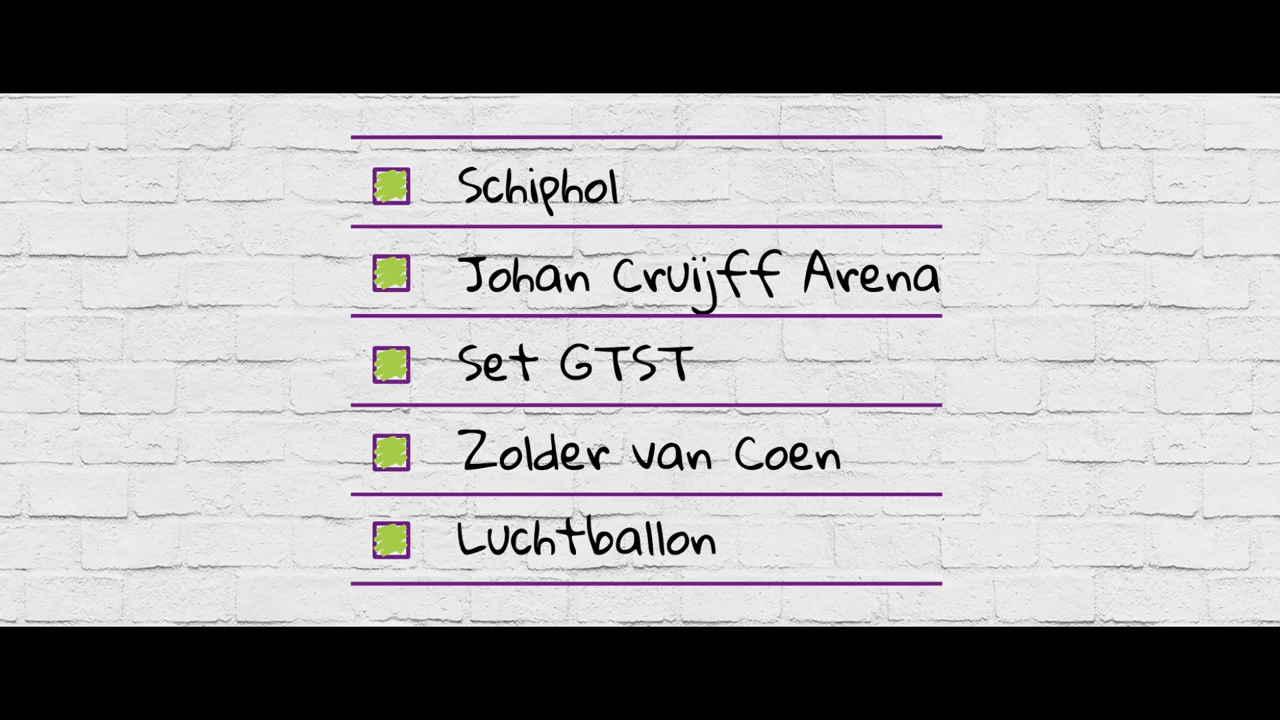 Schiphol
Johan Cruijff Arena
Set GTST
Zolder van Coen
Luchtballon